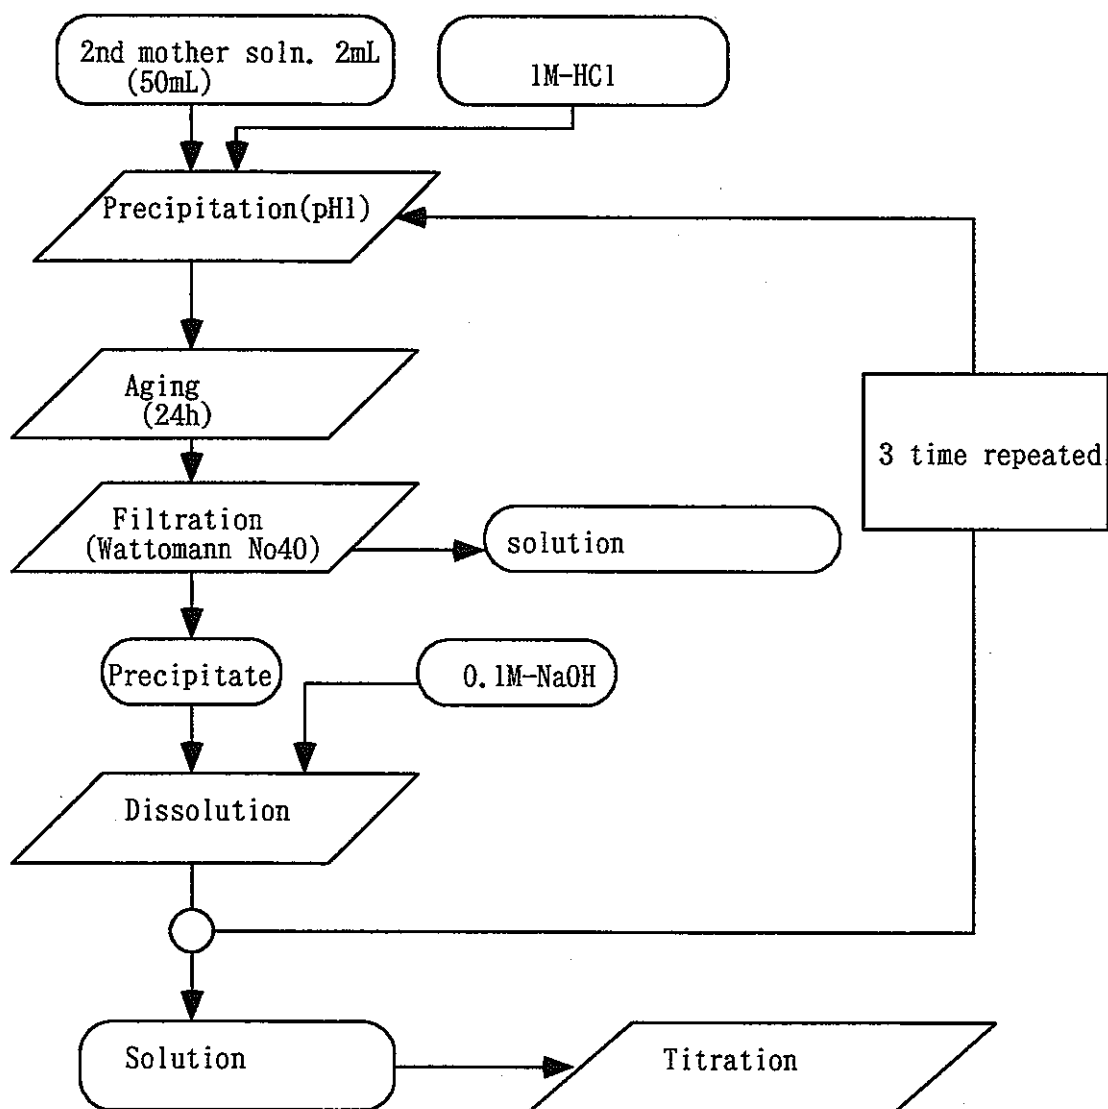 2nd mother soln. 2mL
(50mL)
1M-HCl
Precipitation(pH1)
Aging
(24h)
3 time repeated
Filtration
(Wattomann No40)
solution
Precipitate
0.1M-NaOH
Dissolution
Solution
Titration